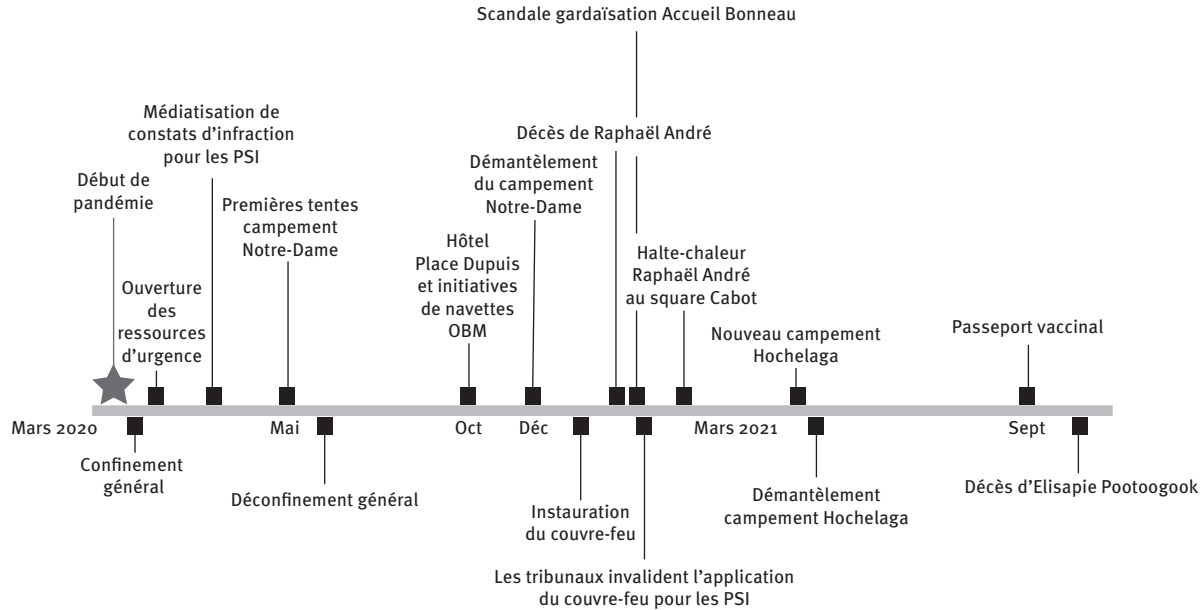 Scandale gardaïsation Accueil Bonneau
Médiatisation de
constats d’infraction
pour les PSI
Décès de Raphaël André
Début de
pandémie
Premières tentes
campement
Notre-Dame
Démantèlement
du campement
Notre-Dame
Ouverture
des
ressources
d’urgence
Hôtel
Place Dupuis
et initiatives
de navettes
OBM
Halte-chaleur
Raphaël André
au square Cabot
Nouveau campement
Hochelaga
Passeport vaccinal
Mars 2020
Mai
Oct
Déc
Mars 2021
Sept
Confinement
général
Déconfinement général
Instauration
du couvre-feu
Les tribunaux invalident l’application
du couvre-feu pour les PSI
Démantèlement
campement Hochelaga
Décès d’Elisapie Pootoogook